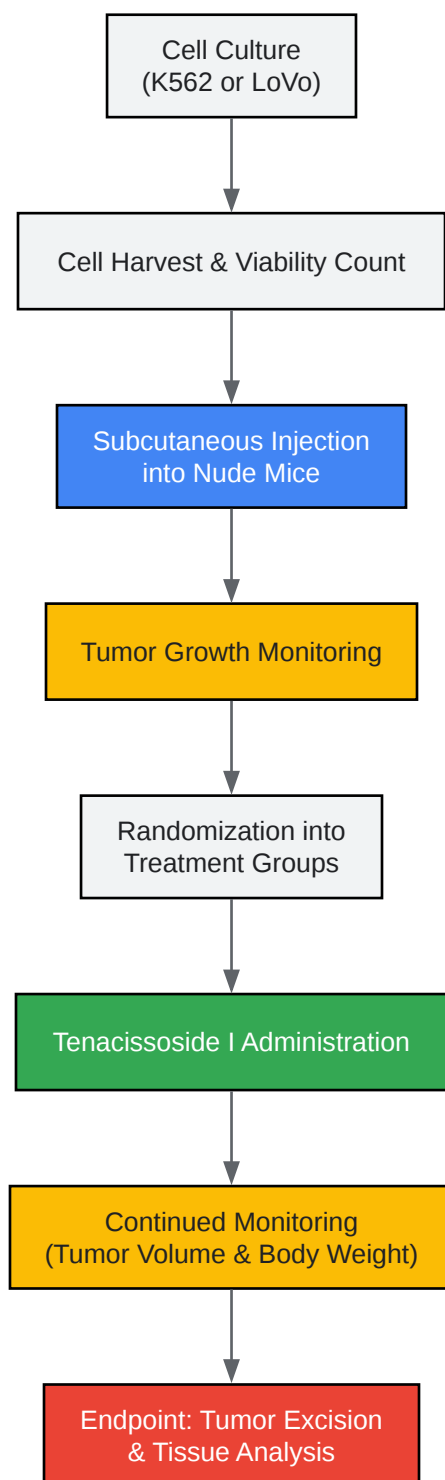 Cell Culture
(K562 or LoVo)
Cell Harvest & Viability Count
Subcutaneous Injection
into Nude Mice
Tumor Growth Monitoring
Randomization into
Treatment Groups
Tenacissoside I Administration
Continued Monitoring
(Tumor Volume & Body Weight)
Endpoint: Tumor Excision
& Tissue Analysis